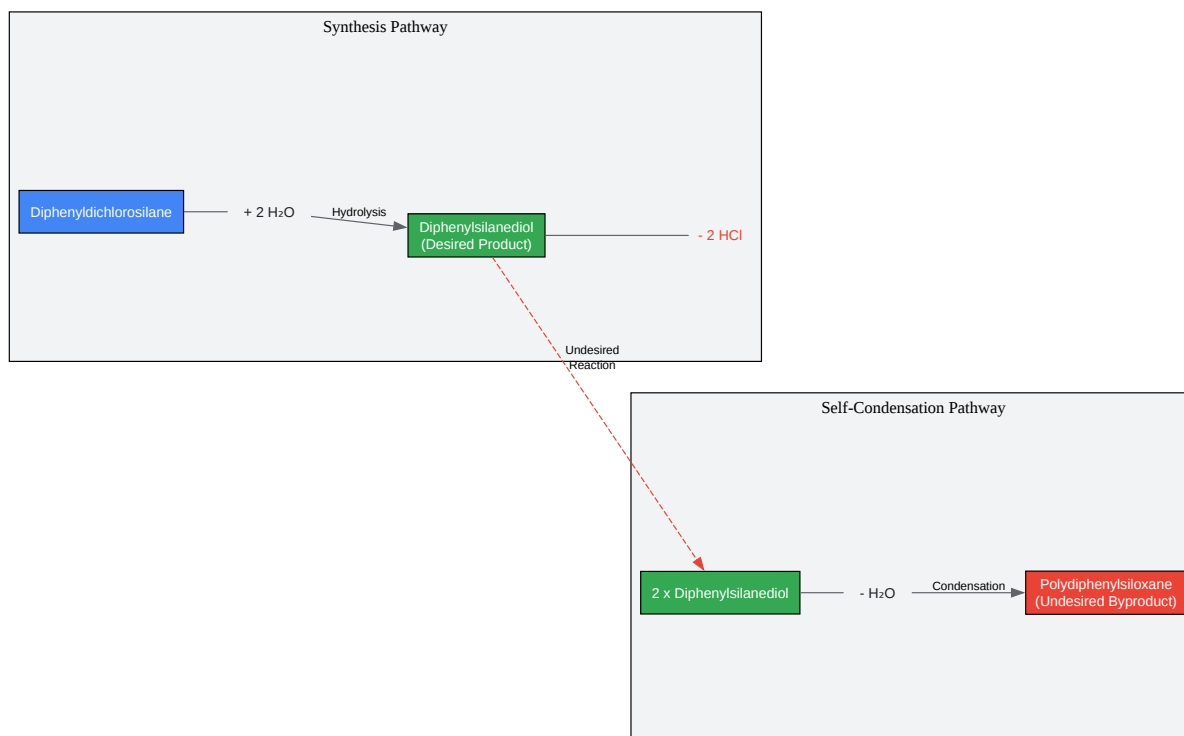 Synthesis Pathway
Diphenyldichlorosilane
+ 2 H₂O
Hydrolysis
Diphenylsilanediol
(Desired Product)
- 2 HCl
Undesired
Reaction
Self-Condensation Pathway
2 x Diphenylsilanediol
- H₂O
Condensation
Polydiphenylsiloxane
(Undesired Byproduct)